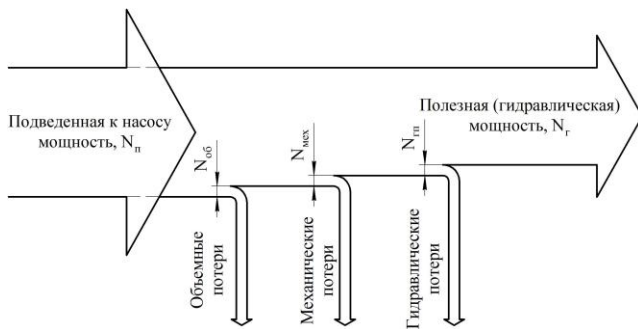 Подведенная к насосу
мощность, Nп
Полезная (гидравлическая)
мощность, Nг
Nоб
Nмех
Nгп
Объемные
потери
Механические
потери
Гидравлические
потери